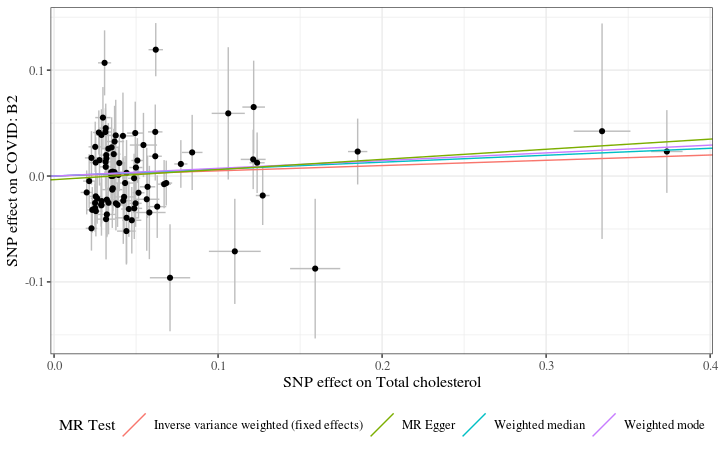 SNP effect on COVID: B2
0.1
0.0
-0.1
0.0 0.1 0.2 0.3 0.4
SNP effect on Total cholesterol
MR Test Inverse variance weighted (fixed effects) MR Egger Weighted median Weighted mode